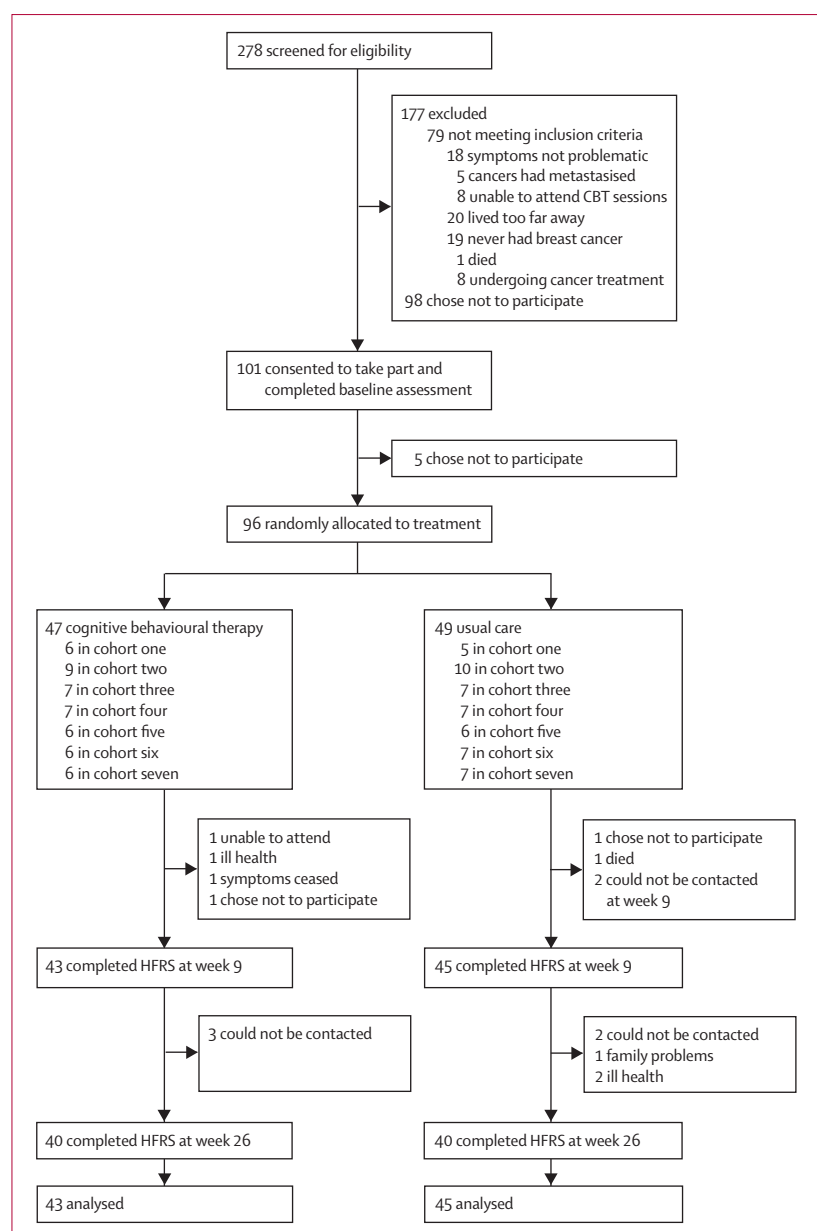 278 screened for eligibility
177 excluded
79 not meeting inclusion criteria
18 symptoms not problematic
5 cancers had metastasised
8 unable to attend CBT sessions
20 lived too far away
19 never had breast cancer
1 died
8 undergoing cancer treatment
98 chose not to participate
101 consented to take part and
completed baseline assessment
5 chose not to participate
96 randomly allocated to treatment
47 cognitive behavioural therapy
6 in cohort one
9 in cohort two
7 in cohort three
7 in cohort four
6 in cohort five
6 in cohort six
6 in cohort seven
49 usual care
5 in cohort one
10 in cohort two
7 in cohort three
7 in cohort four
6 in cohort five
7 in cohort six
7 in cohort seven
1 unable to attend
1 ill health
1 symptoms ceased
1 chose not to participate
1 chose not to participate
1 died
2 could not be contacted
at week 9
43 completed HFRS at week 9
45 completed HFRS at week 9
3 could not be contacted
2 could not be contacted
1 family problems
2 ill health
40 completed HFRS at week 26
40 completed HFRS at week 26
43 analysed
45 analysed